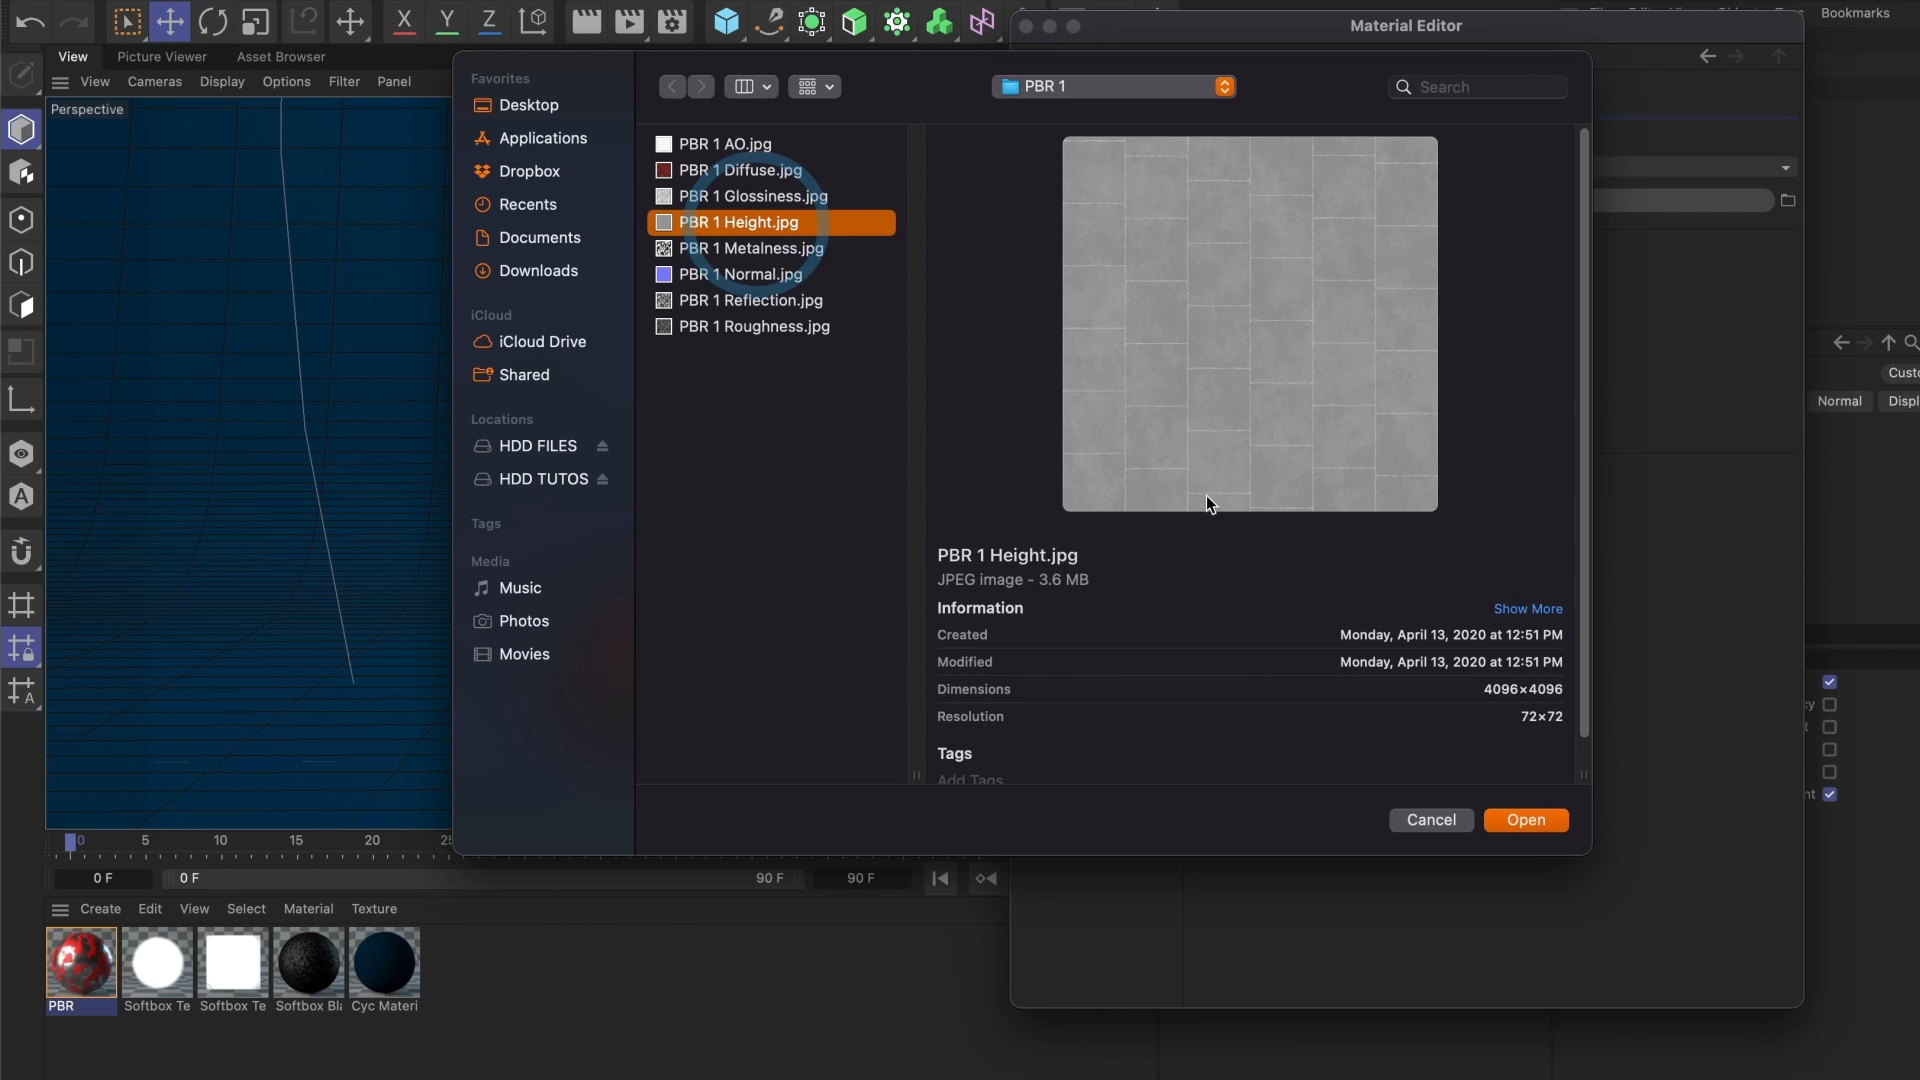 Bookmarks
Material Editor
View Picture Viewer Asset Browser
View Cameras Display Options Filter Panel
Perspective
X Y Z
Favorites
Desktop
Applications
Dropbox
Recents
Documents
Downloads
iCloud
iCloud Drive
Shared
Locations
HDD FILES
HDD TUTOS
Tags
Media
Music
Photos
Movies
PBR 1
Search
PBR 1 AO.jpg
PBR 1 Diffuse.jpg
PBR 1 Glossiness.jpg
PBR 1 Height.jpg
PBR 1 Metalness.jpg
PBR 1 Normal.jpg
PBR 1 Reflection.jpg
PBR 1 Roughness.jpg
PBR 1 Height.jpg
JPEG image - 3.6 MB
Information Show More
Created Monday, April 13, 2020 at 12:51 PM
Modified Monday, April 13, 2020 at 12:51 PM
Dimensions 4096×4096
Resolution 72×72
Tags
Add Tags
Cancel Open
Custo
Normal Displ
0 5 10 15 20 25
0 F 0 F 90 F 90 F
Create Edit View Select Material Texture
PBR Softbox Te Softbox Te Softbox Bla Cyc Materi